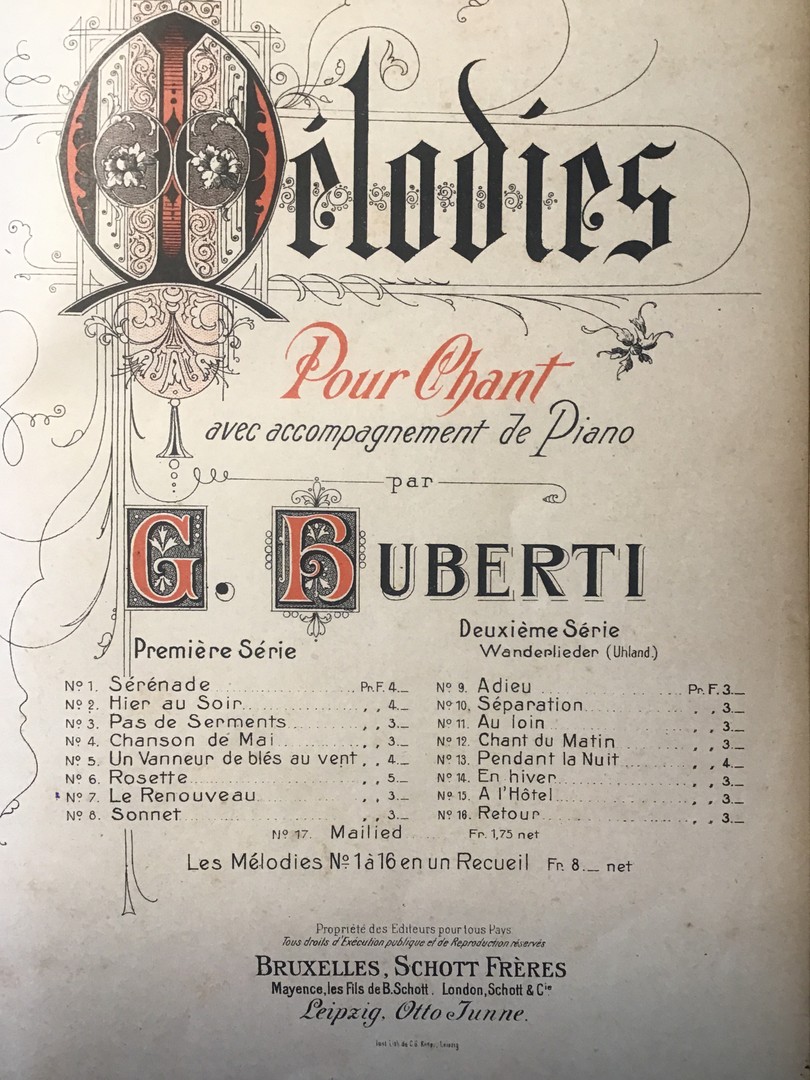 Mélodies
Pour Chant
avec accompagnement de Piano
par
G. HUBERTI
Première Série
Nº 1. Sérénade Pr. F. 4._
Nº 2. Hier au Soir „ „ 4._
Nº 3. Pas de Serments „ „ 3._
Nº 4. Chanson de Mai „ „ 3._
Nº 5. Un Vanneur de blés au vent „ „ 4._
Nº 6. Rosette „ „ 5._
Nº 7. Le Renouveau „ „ 3._
Nº 8. Sonnet „ „ 3._
Deuxième Série
Wanderlieder (Uhland.)
Nº 9. Adieu Pr. F. 3._
Nº 10. Séparation „ „ 3._
Nº 11. Au loin „ „ 3._
Nº 12. Chant du Matin „ „ 3._
Nº 13. Pendant la Nuit „ „ 4._
Nº 14. En hiver „ „ 3._
Nº 15. A l'Hôtel „ „ 3._
Nº 16. Retour „ „ 3._
Nº 17. Mailied Fr. 1,75 net
Les Mélodies Nº 1 à 16 en un Recueil Fr. 8._ net
Propriété des Editeurs pour tous Pays
Tous droits d'Exécution publique et de Reproduction réservés
BRUXELLES, SCHOTT FRÈRES
Mayence, les Fils de B. Schott. London, Schott & Cie
Leipzig, Otto Junne.
Lith de C.G. Leipzig